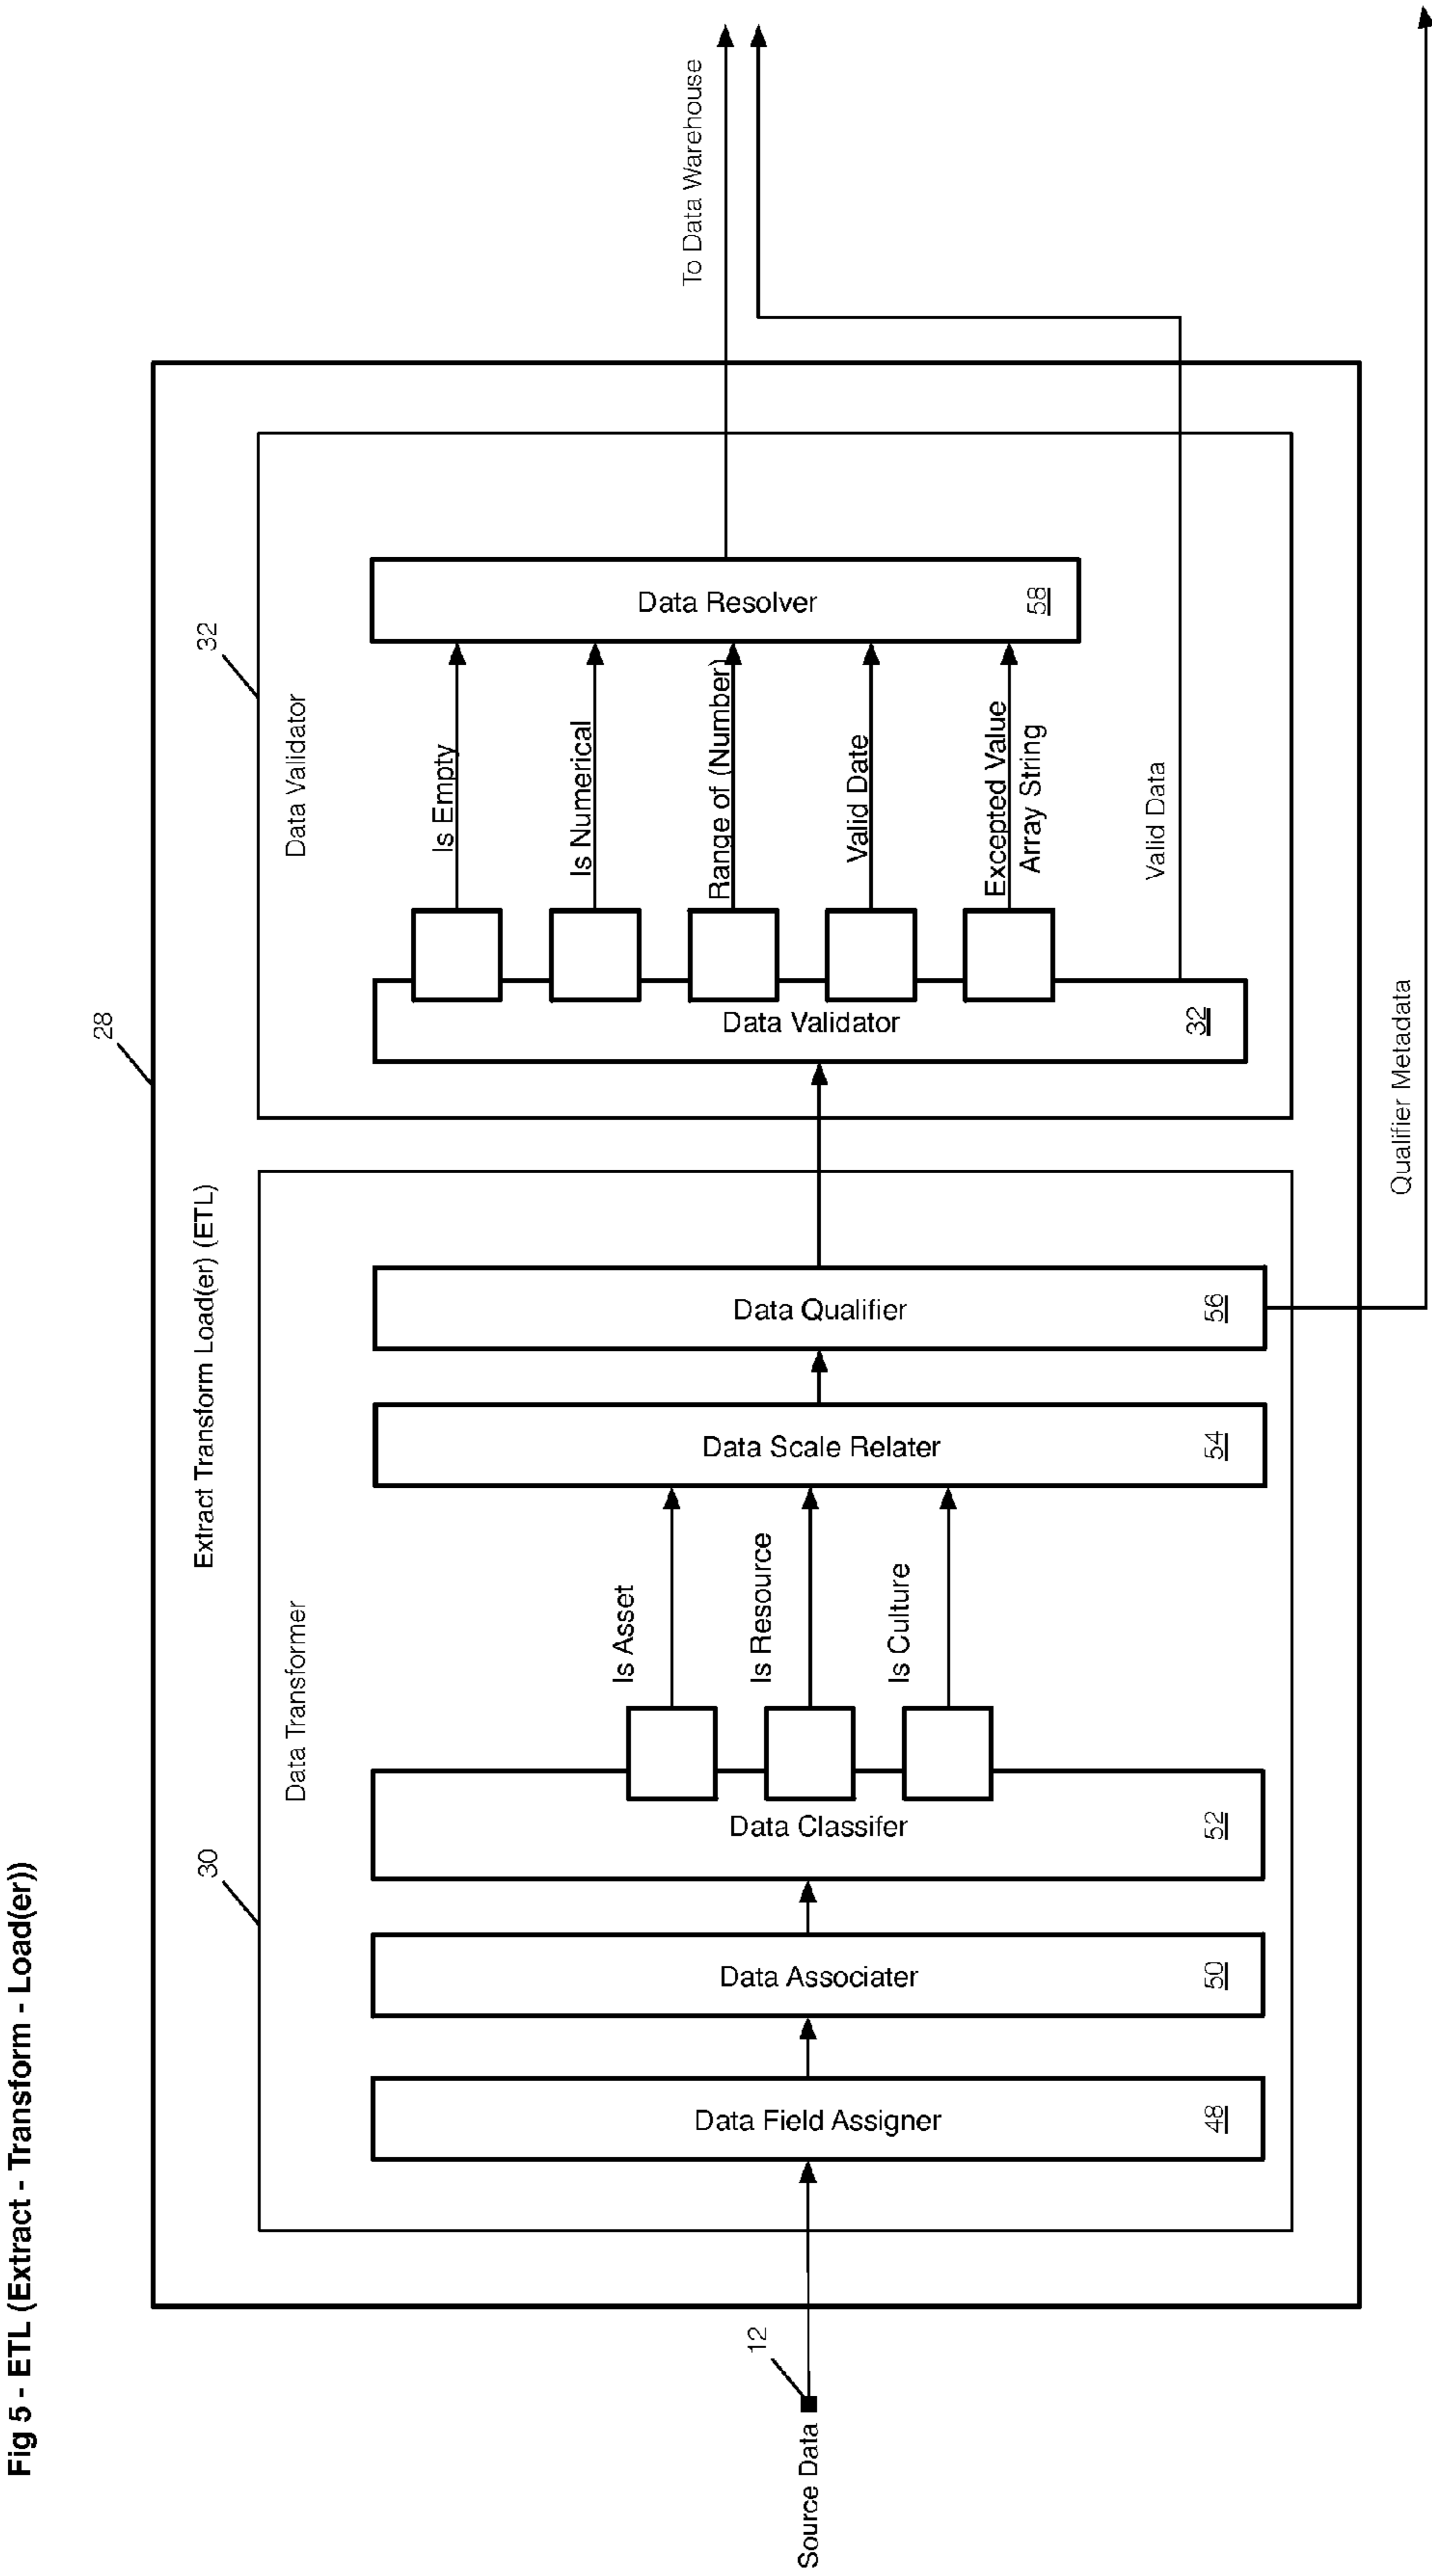 Fig 5 - ETL (Extract - Transform - Load(er))
28
Extract Transform Load(er) (ETL)
30
Data Transformer
32
Data Validator
12
Source Data
Data Field Assigner
48
Data Associater
50
Data Classifer
52
Is Asset
Is Resource
Is Culture
Data Scale Relater
54
Data Qualifier
56
Data Validator
32
Is Empty
Is Numerical
Range of (Number)
Valid Date
Excepted Value
Array String
Valid Data
Data Resolver
58
To Data Warehouse
Qualifier Metadata